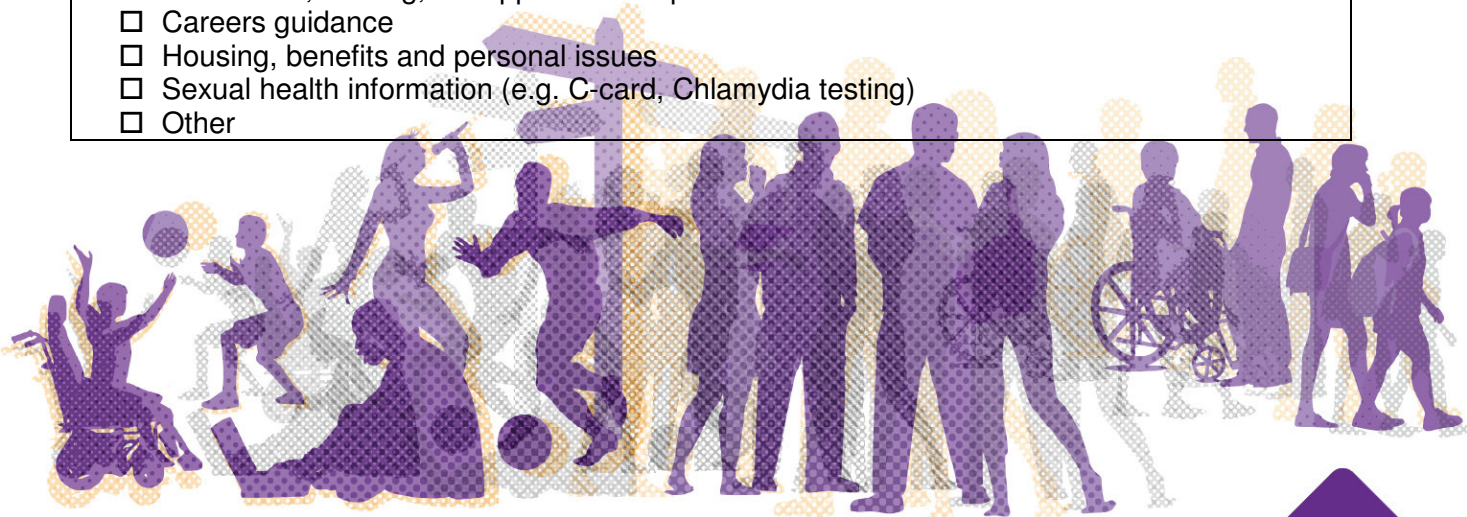 ☐ Careers guidance
☐ Housing, benefits and personal issues
☐ Sexual health information (e.g. C-card, Chlamydia testing)
☐ Other